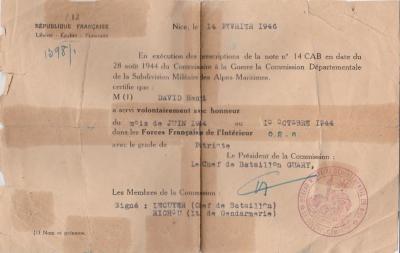 RÉPUBLIQUE FRANÇAISE
Liberté - Égalité - Fraternité
Nice, le 14 FEVRIER 1946
1398/1
En exécution des prescriptions de la note n° 14 CAB en date du
28 août 1944 du Commissaire à la Guerre la Commission Départementale
de la Subdivision Militaire des Alpes-Maritimes.
certifie que :
M (1) DAVID Henri
a servi volontairement avec honneur
du mois de JUIN 1944 au 1er OCTOBRE 1944
dans les Forces Française de l'Intérieur
avec le grade de Patriote
Le Président de la Commission :
Le Chef de Bataillon GUARY,
Les Membres de la Commission :
Signé : LECUYER (Chef de Bataillon)
(Lt de Gendarmerie)
(1) Nom et prénoms.